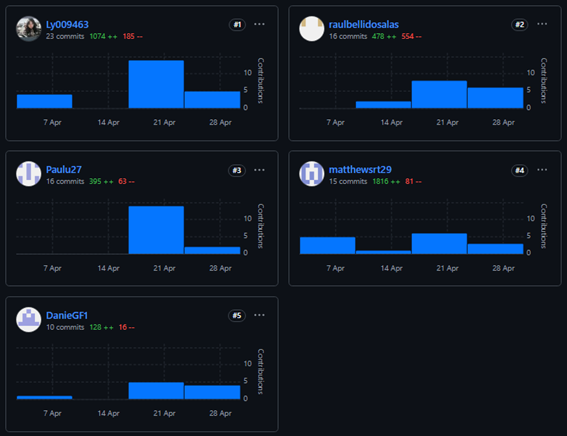 Ly009463 #1 ...
23 commits 1074 ++ 185 --
10
5
0
Contributions
7 Apr 14 Apr 21 Apr 28 Apr
raulbellidosalas #2 ...
16 commits 478 ++ 554 --
10
5
0
Contributions
7 Apr 14 Apr 21 Apr 28 Apr
Paulu27 #3 ...
16 commits 395 ++ 63 --
10
5
0
Contributions
7 Apr 14 Apr 21 Apr 28 Apr
matthewsrt29 #4 ...
15 commits 1816 ++ 81 --
10
5
0
Contributions
7 Apr 14 Apr 21 Apr 28 Apr
DanieGF1 #5 ...
10 commits 128 ++ 16 --
10
5
0
Contributions
7 Apr 14 Apr 21 Apr 28 Apr